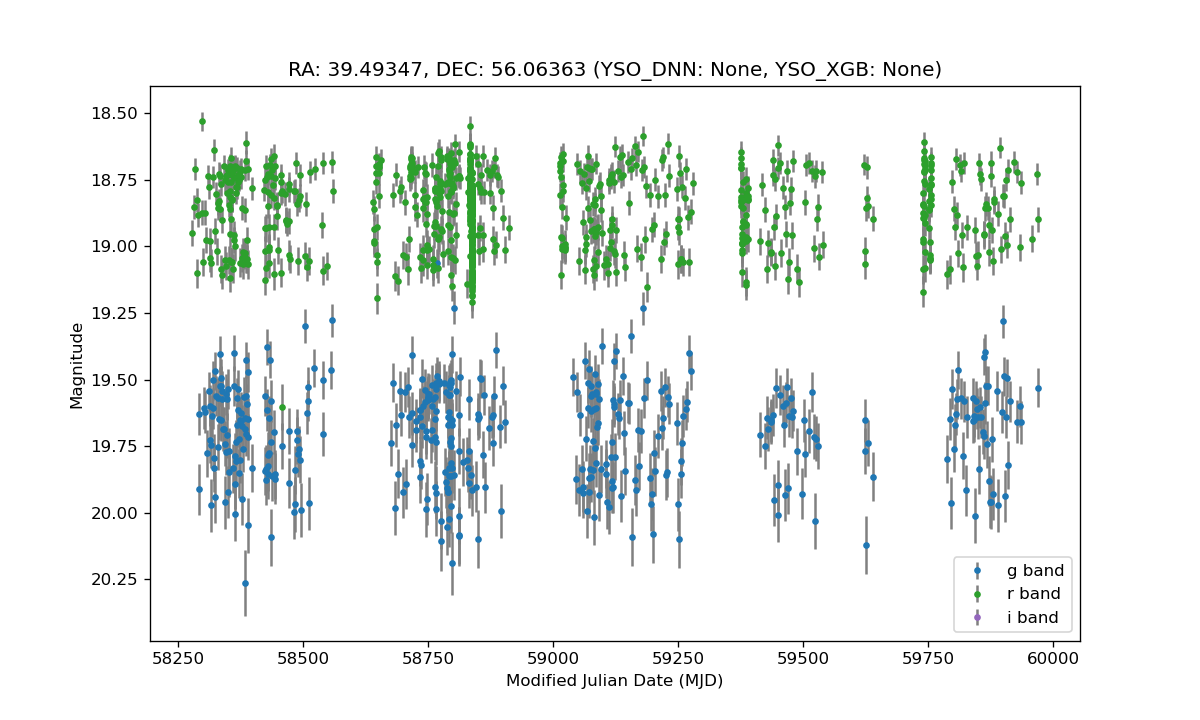 RA: 39.49347, DEC: 56.06363 (YSO_DNN: None, YSO_XGB: None)
18.50
18.75
19.00
19.25
19.50
19.75
20.00
20.25
Magnitude
58250 58500 58750 59000 59250 59500 59750 60000
Modified Julian Date (MJD)
g band
r band
i band